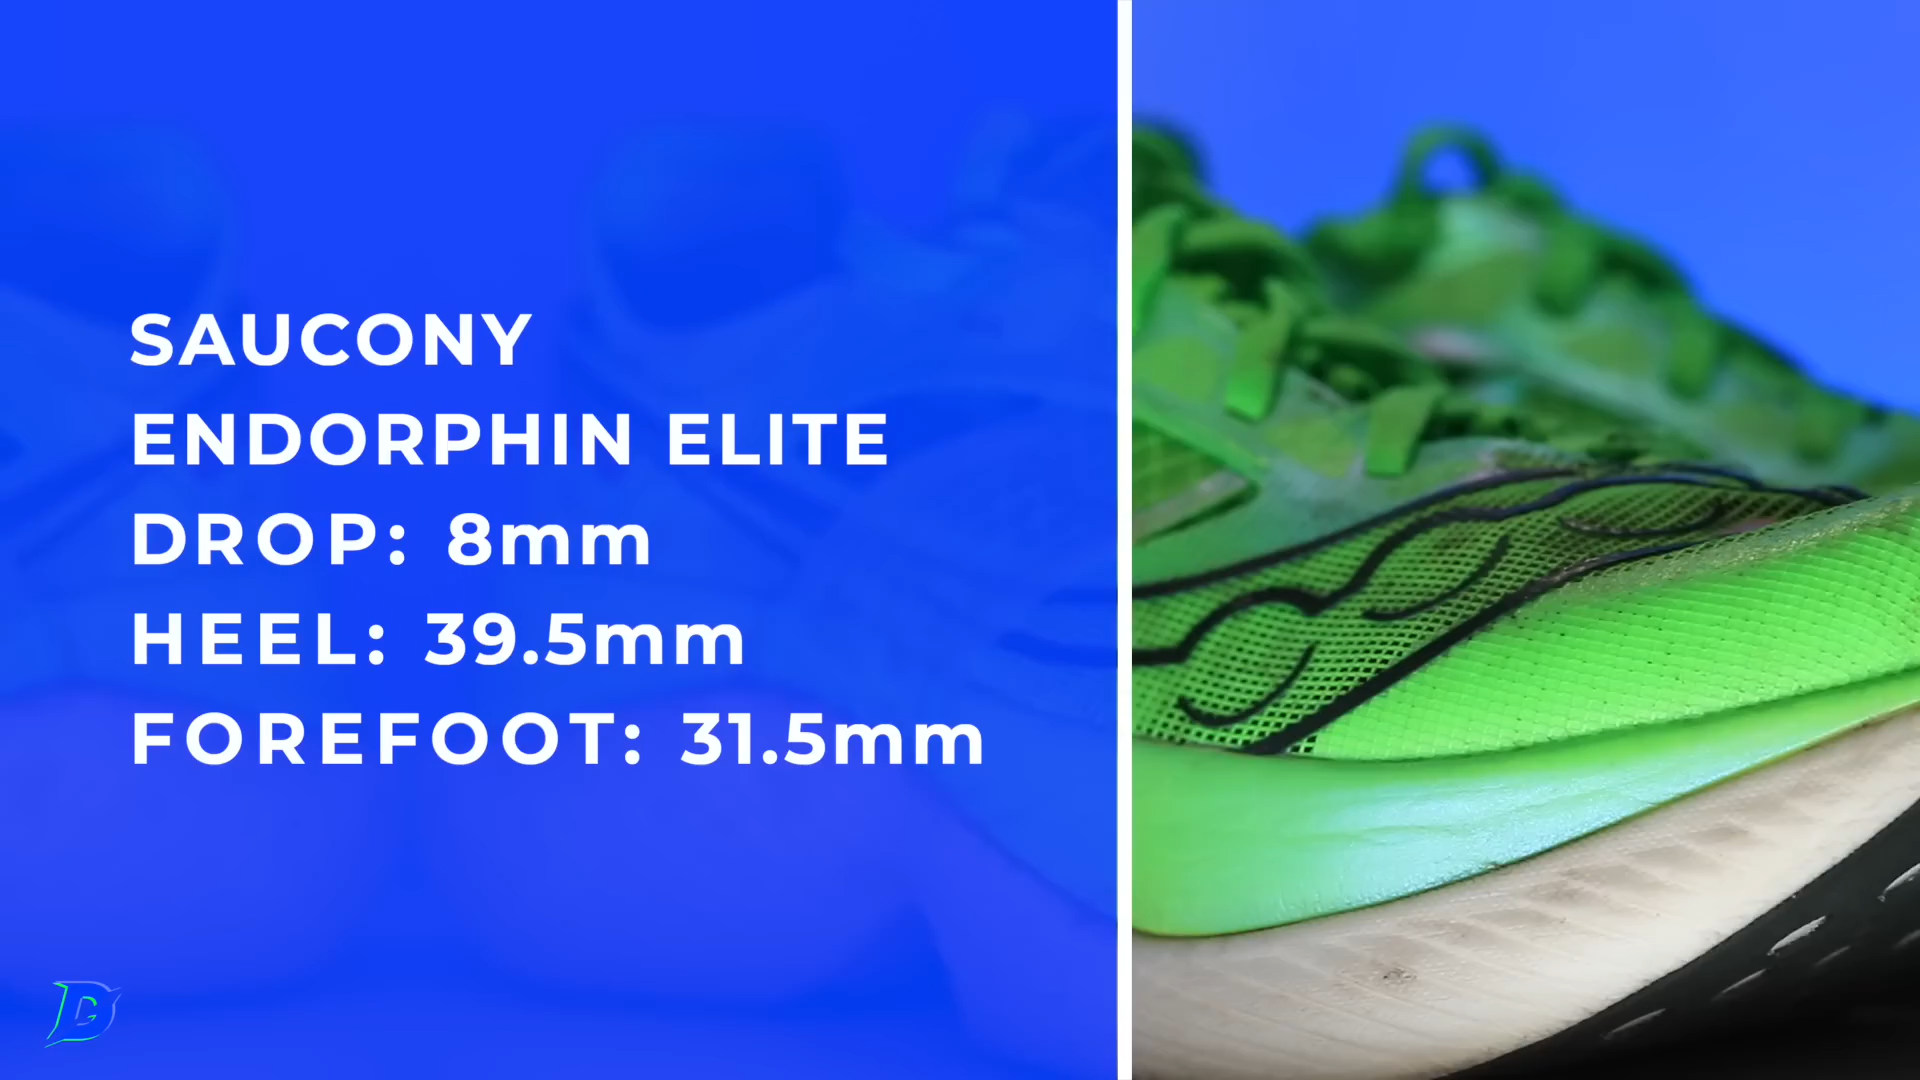 SAUCONY
ENDORPHIN ELITE
DROP: 8mm
HEEL: 39.5mm
FOREFOOT: 31.5mm